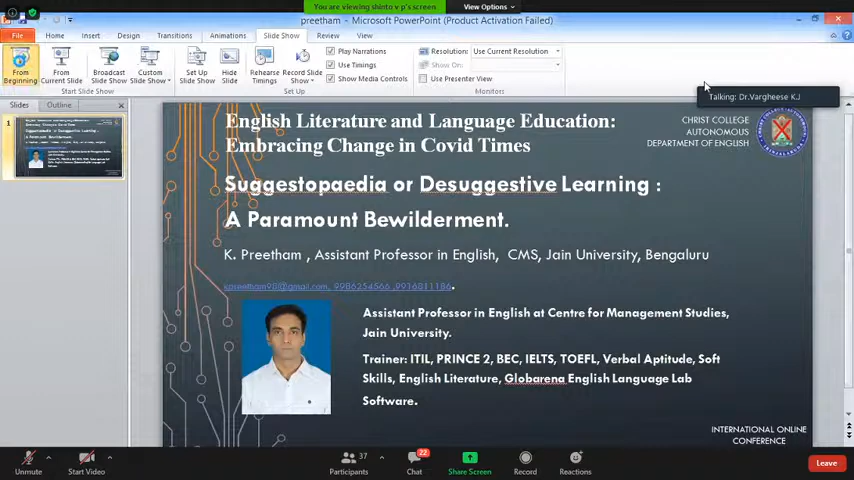 You are viewing shinto v p's screen
View Options
preetham - Microsoft PowerPoint (Product Activation Failed)
File Home Insert Design Transitions Animations Slide Show Review View
From Beginning
From Current Slide
Broadcast Slide Show
Custom Slide Show
Start Slide Show
Set Up Slide Show
Hide Slide
Rehearse Timings
Record Slide Show
Play Narrations
Use Timings
Show Media Controls
Set Up
Resolution: Use Current Resolution
Show On:
Use Presenter View
Monitors
Talking: Dr.Vargheese K.J
Slides Outline
1
English Literature and Language Education:
Embracing Change in Covid Times
CHRIST COLLEGE
AUTONOMOUS
DEPARTMENT OF ENGLISH
Suggestopaedia or Desuggestive Learning :
A Paramount Bewilderment.
K. Preetham , Assistant Professor in English, CMS, Jain University, Bengaluru
kpreetham98@gmail.com, 9986254566 ,9916811186.
Assistant Professor in English at Centre for Management Studies,
Jain University.
Trainer: ITIL, PRINCE 2, BEC, IELTS, TOEFL, Verbal Aptitude, Soft
Skills, English Literature, Globarena English Language Lab
Software.
INTERNATIONAL ONLINE
CONFERENCE
Unmute
Start Video
Participants 37
Chat 22
Share Screen
Record
Reactions
Leave